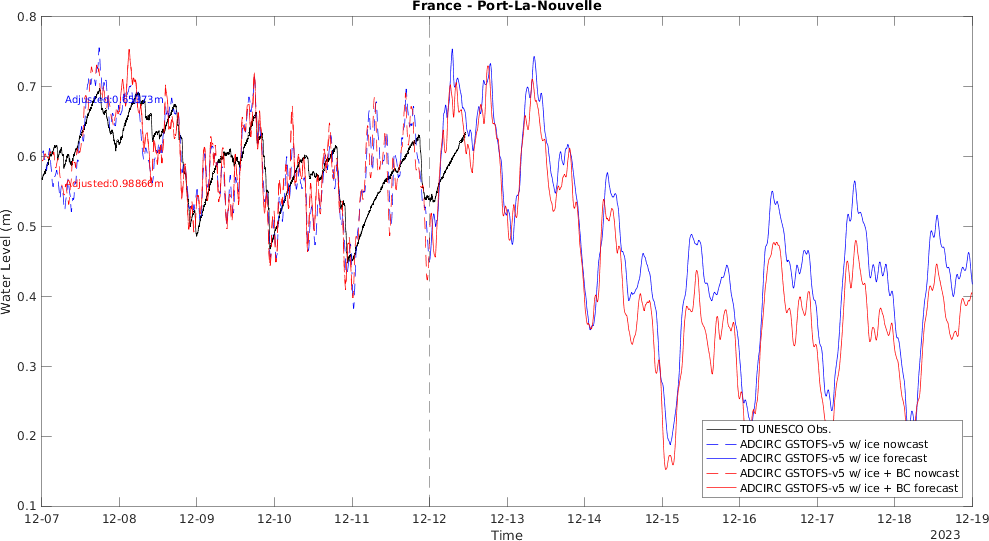 France - Port-La-Nouvelle
0.8
0.7
0.6
0.5
0.4
0.3
0.2
0.1
Water Level (m)
Adjusted:0.98866m
TD UNESCO Obs.
ADCIRC GSTOFS-v5 w/ ice nowcast
ADCIRC GSTOFS-v5 w/ ice forecast
ADCIRC GSTOFS-v5 w/ ice + BC nowcast
ADCIRC GSTOFS-v5 w/ ice + BC forecast
12-07 12-08 12-09 12-10 12-11 12-12 12-13 12-14 12-15 12-16 12-17 12-18 12-19
Time
2023